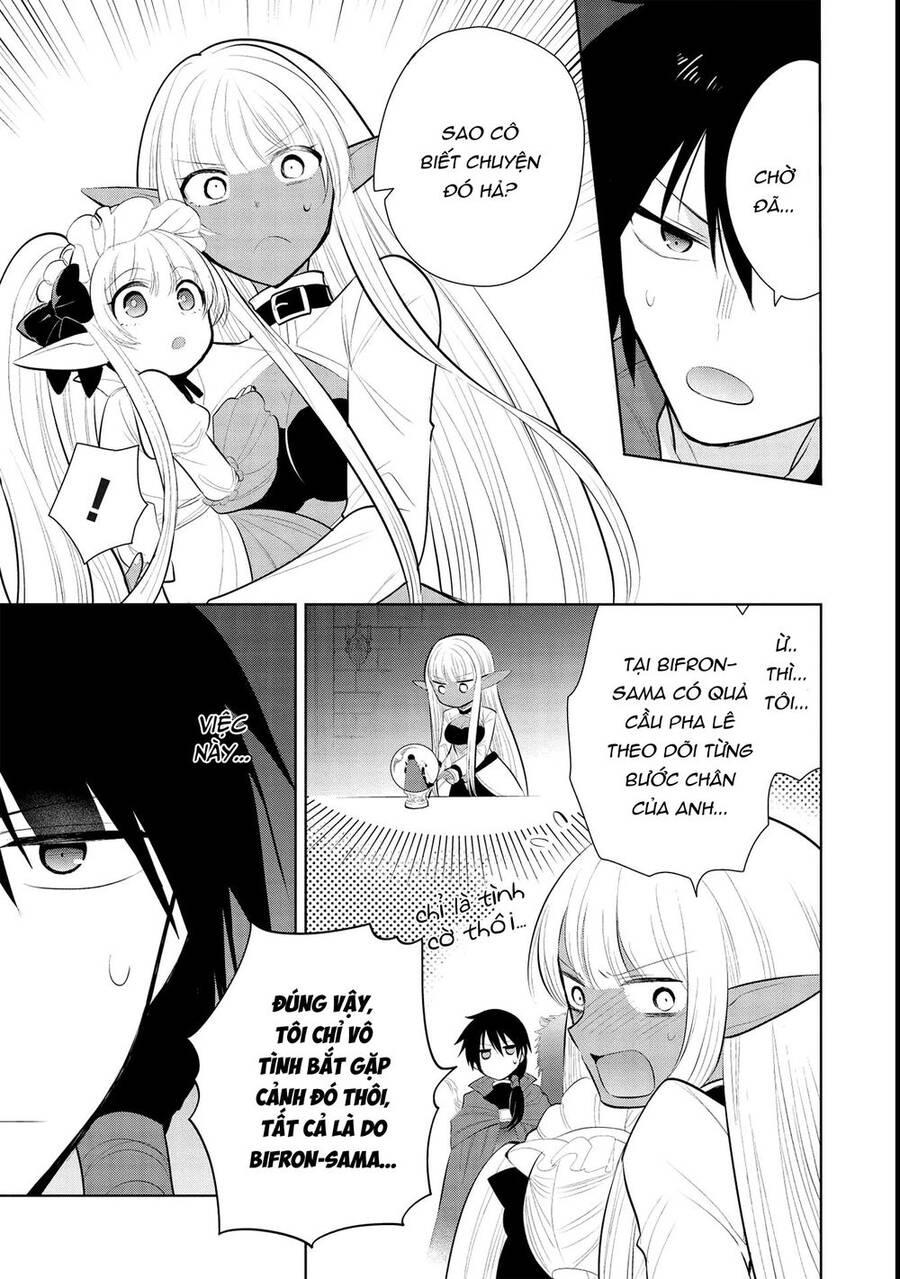 CHỜ
ĐÃ...
SAO CÔ
BIẾT CHUYỆN
ĐÓ HẢ?
!
Ừ..
THÌ...
TÔI...
TẠI BIFRON-
SAMA CÓ QUẢ
CẦU PHA LÊ
THEO DÕI TỪNG
BƯỚC CHÂN
CỦA ANH...
chỉ là tình
cờ thôi...
ĐÚNG VẬY,
TÔI CHỈ VÔ
TÌNH BẮT GẶP
CẢNH ĐÓ THÔI,
TẤT CẢ LÀ DO
BIFRON-SAMA...
VIỆC
NÀY...